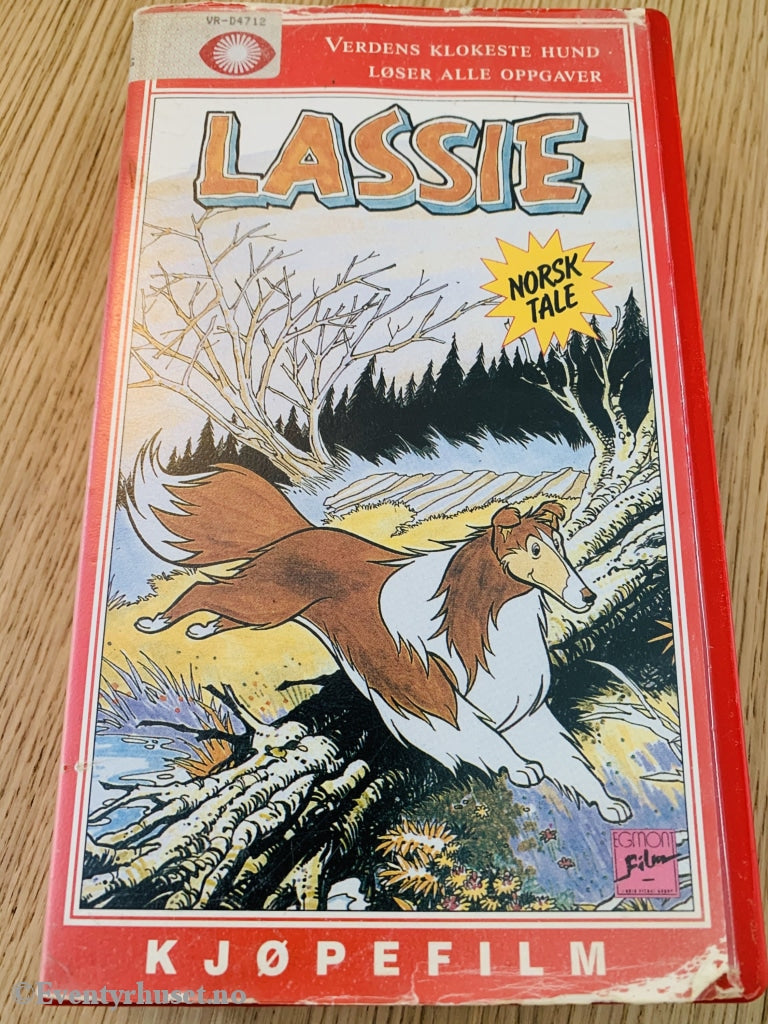 VR-D4712
VERDENS KLOKESTE HUND
LØSER ALLE OPPGAVER
LASSIE
NORSK
TALE
EGMONT
Film
KJØPEFILM
©Eventyrhuset.no